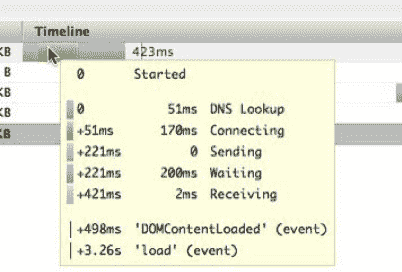 Timeline
KB
423ms
B
KB
KB
KB
0 Started
0 51ms DNS Lookup
+51ms 170ms Connecting
+221ms 0 Sending
+221ms 200ms Waiting
+421ms 2ms Receiving
+498ms 'DOMContentLoaded' (event)
+3.26s 'load' (event)